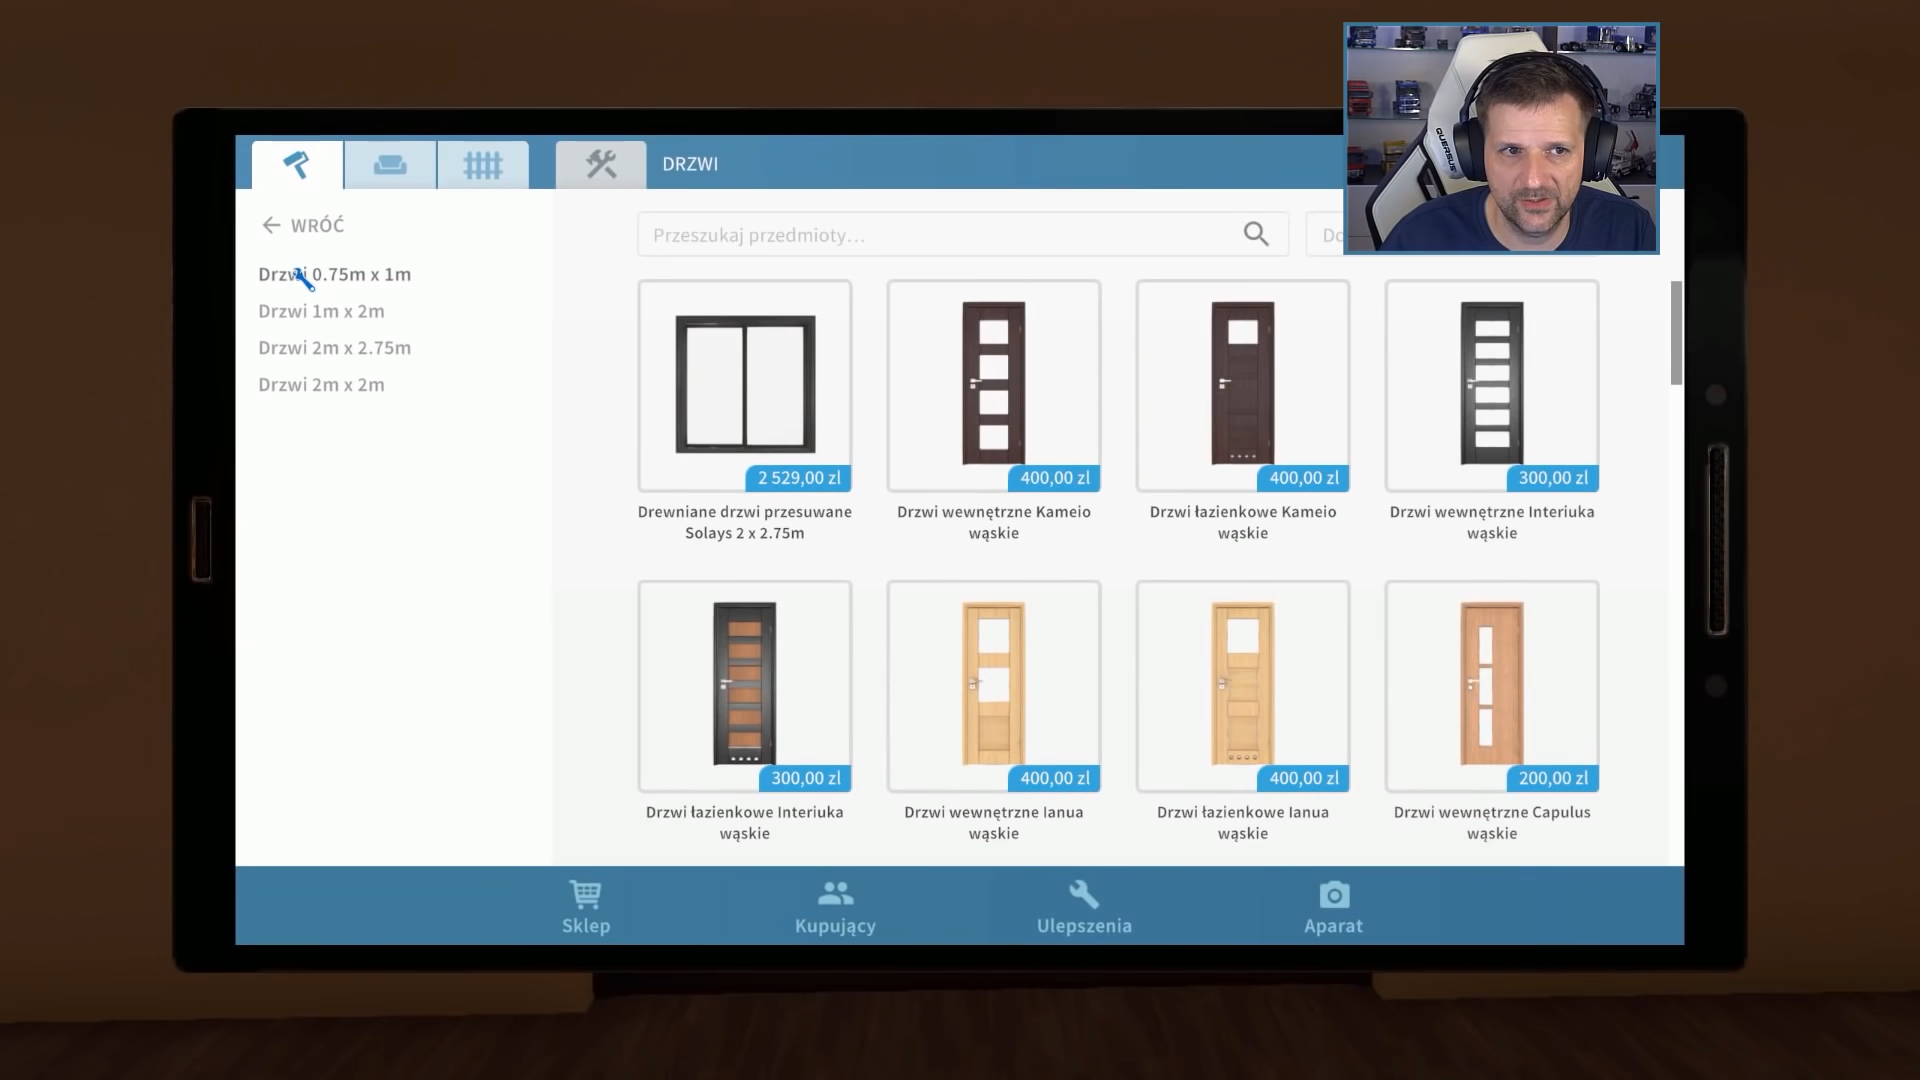 DRZWI
WRÓĆ
Przeszukaj przedmioty...
Do
Drzwi 0.75m x 1m
Drzwi 1m x 2m
Drzwi 2m x 2.75m
Drzwi 2m x 2m
2 529,00 zl
400,00 zl
400,00 zl
300,00 zl
Drewniane drzwi przesuwane
Solays 2 x 2.75m
Drzwi wewnętrzne Kameio
wąskie
Drzwi łazienkowe Kameio
wąskie
Drzwi wewnętrzne Interiuka
wąskie
300,00 zl
400,00 zl
400,00 zl
200,00 zl
Drzwi łazienkowe Interiuka
wąskie
Drzwi wewnętrzne Ianua
wąskie
Drzwi łazienkowe Ianua
wąskie
Drzwi wewnętrzne Capulus
wąskie
Sklep
Kupujący
Ulepszenia
Aparat
QUERSUS